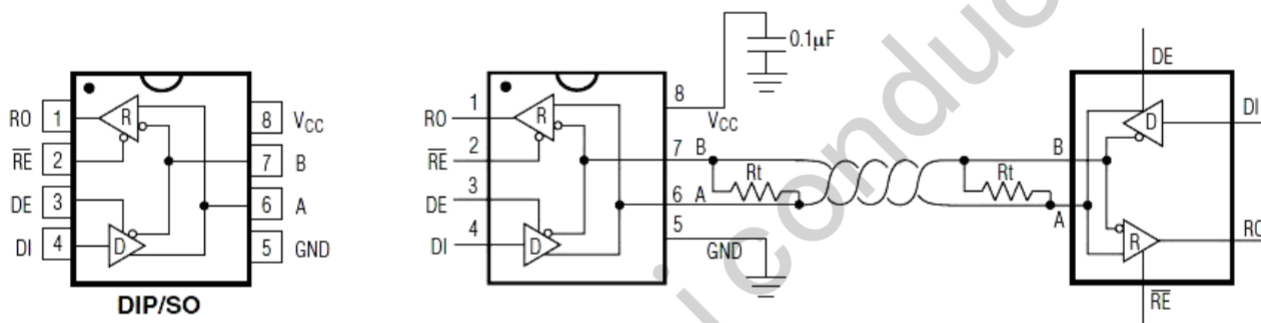 RO 1
RE 2
DE 3
DI 4
8 VCC
7 B
6 A
5 GND
R
D
DIP/SO
RO 1
RE 2
DE 3
DI 4
R
D
0.1µF
8
VCC
7 B
6 A
5
GND
Rt
Rt
B
A
DE
D
DI
R
RO
RE
i conduc